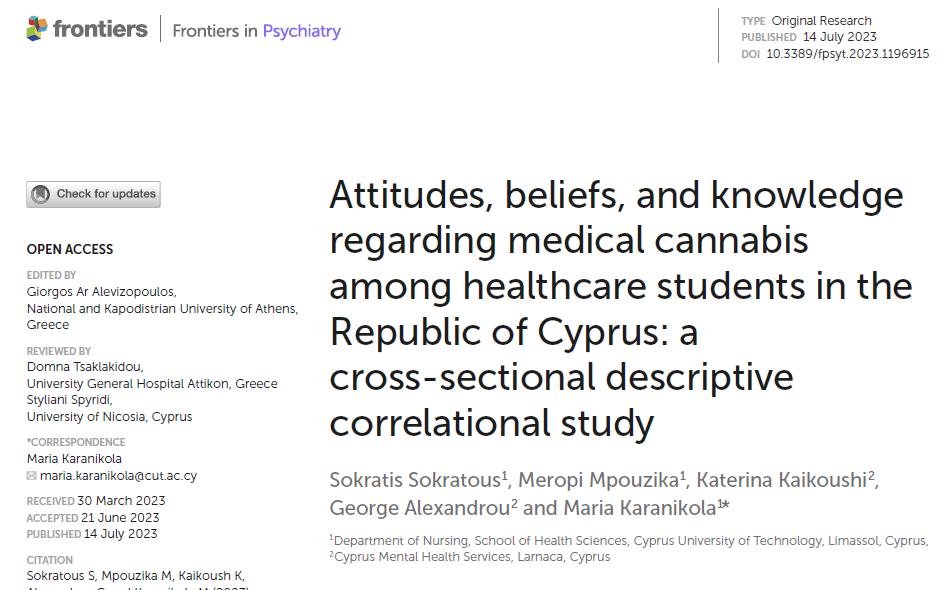 frontiers | Frontiers in Psychiatry
TYPE Original Research
PUBLISHED 14 July 2023
DOI 10.3389/fpsyt.2023.1196915
Check for updates
OPEN ACCESS
EDITED BY
Giorgos Ar Alevizopoulos,
National and Kapodistrian University of Athens,
Greece
REVIEWED BY
Domna Tsaklakidou,
University General Hospital Attikon, Greece
Styliani Spyridi,
University of Nicosia, Cyprus
*CORRESPONDENCE
Maria Karanikola
maria.karanikola@cut.ac.cy
RECEIVED 30 March 2023
ACCEPTED 21 June 2023
PUBLISHED 14 July 2023
CITATION
Sokratous S, Mpouzika M, Kaikoush K,
Attitudes, beliefs, and knowledge
regarding medical cannabis
among healthcare students in the
Republic of Cyprus: a
cross-sectional descriptive
correlational study
Sokratis Sokratous¹, Meropi Mpouzika¹, Katerina Kaikoushi²,
George Alexandrou² and Maria Karanikola¹*
¹Department of Nursing, School of Health Sciences, Cyprus University of Technology, Limassol, Cyprus,
²Cyprus Mental Health Services, Larnaca, Cyprus